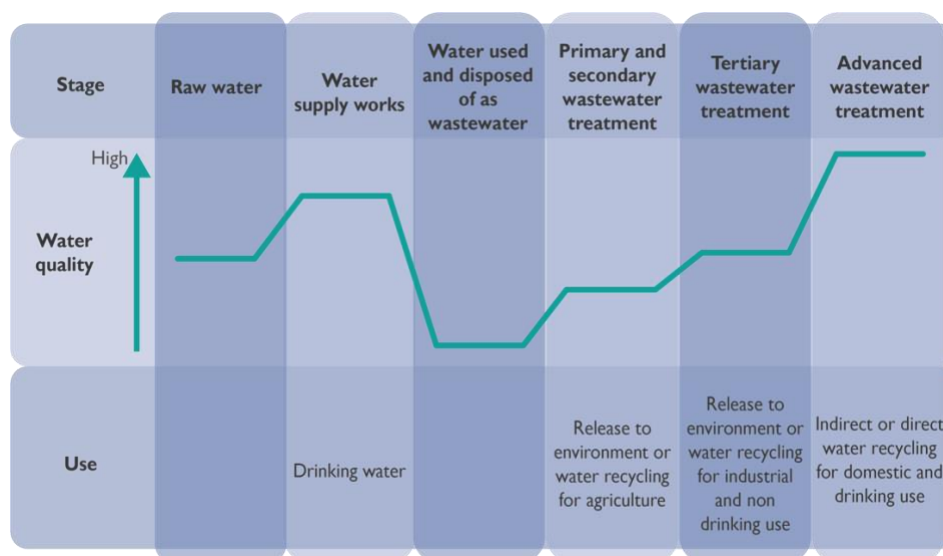 Stage
Raw water
Water
supply works
Water used
and disposed
of as
wastewater
Primary and
secondary
wastewater
treatment
Tertiary
wastewater
treatment
Advanced
wastewater
treatment
High
Water
quality
Use
Drinking water
Release to
environment or
water recycling
for agriculture
Release to
environment or
water recycling
for industrial
and non
drinking use
Indirect or direct
water recycling
for domestic and
drinking use